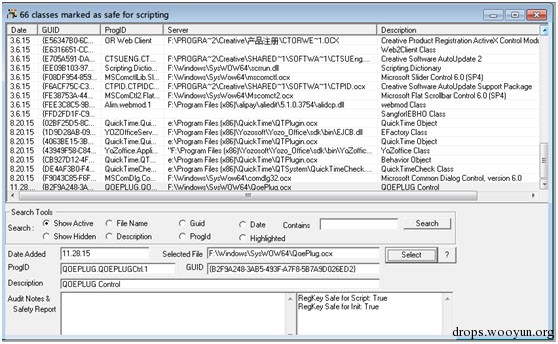 66 classes marked as safe for scripting
Date GUID ProgID Server Description
3.6.15 {E56347B0-6C... OR Web Client F:\PROGRA~2\Creative\产品注册\CTORWE~1.OCX Creative Product Registration ActiveX Control Modu
3.6.15 {E6316651-CC... Web2Client Class
3.6.15 {E705A591-DA... CTSUENG.CT... F:\PROGRA~2\Creative\SHARED~1\SOFTWA~1\CTSUEng.... Creative Software AutoUpdate 2
3.6.15 {EE09B103-97... Scripting.Dictio... F:\Windows\SysWow64\scrrun.dll Scripting.Dictionary
3.6.15 {F08DF954-859... MSComctlLib.Sl... F:\Windows\SysWow64\mscomctl.ocx Microsoft Slider Control 6.0 (SP4)
3.6.15 {F6ACF75C-C3... CTPID.CTPIDC... F:\PROGRA~2\Creative\SHARED~1\SOFTWA~1\CTPID.ocx Creative Software AutoUpdate Support Package
3.6.15 {FE38753A-44... MSComCtl2.Flat... F:\Windows\SysWow64\Mscomct2.ocx Microsoft Flat Scrollbar Control 6.0 (SP4)
3.6.15 {FEE3C8C5-9B... Alim.webmod.1 F:\Program Files (x86)\alipay\aliedit\5.1.0.3754\alidcp.dll webmod Class
3.6.15 {FFD2FD1F-C9... SangforIEBHO Class
8.20.15 {02BF25D5-8C... QuickTime.Qui... e:\Program Files (x86)\QuickTime\QTPlugin.ocx QuickTime Object
8.20.15 {1D9BD2A8-09... YOZOfficeServ... F:\Program Files (x86)\Yozosoft\Yozo_Office\sdk\bin\EJCB.dll EFactory Class
8.20.15 {4063BE15-3B... QuickTime.Qui... e:\Program Files (x86)\QuickTime\QTPlugin.ocx QuickTime Object
8.20.15 {43949F58-C8... YoZOffice.App... "F:\Program Files (x86)\Yozosoft\Yozo_Office\sdk\bin\YoZOffic... YoZoffice Class
8.20.15 {CB927D12-4F... QuickTime.QT... e:\Program Files (x86)\QuickTime\QTPlugin.ocx Behavior Object
8.20.15 {DE4AF3B0-F4... QuickTimeChe... e:\Program Files (x86)\QuickTime\QTSystem\QuickTimeCheck.... QuickTimeCheck Class
8.20.15 {F9043C85-F6F... MSComDlg.Co... F:\Windows\SysWow64\comdlg32.ocx Microsoft Common Dialog Control, version 6.0
11.28.... {B2F9A248-3A... QOEPLUG.QO... F:\Windows\SysWow64\QoePlug.ocx QOEPLUG Control
Search Tools
Search : Show Active File Name Guid Date Contains Search
Show Hidden Description ProgId Highlighted
Date Added 11.28.15 Selected File F:\Windows\SysWow64\QoePlug.ocx Select ?
ProgID QOEPLUG.QOEPLUGCtrl.1 GUID {B2F9A248-3AB5-493F-A7F8-5B7A9D026ED2}
Description QOEPLUG Control
Audit Notes & Safety Report
RegKey Safe for Script: True
RegKey Safe for Init: True
drops.wooyun.org